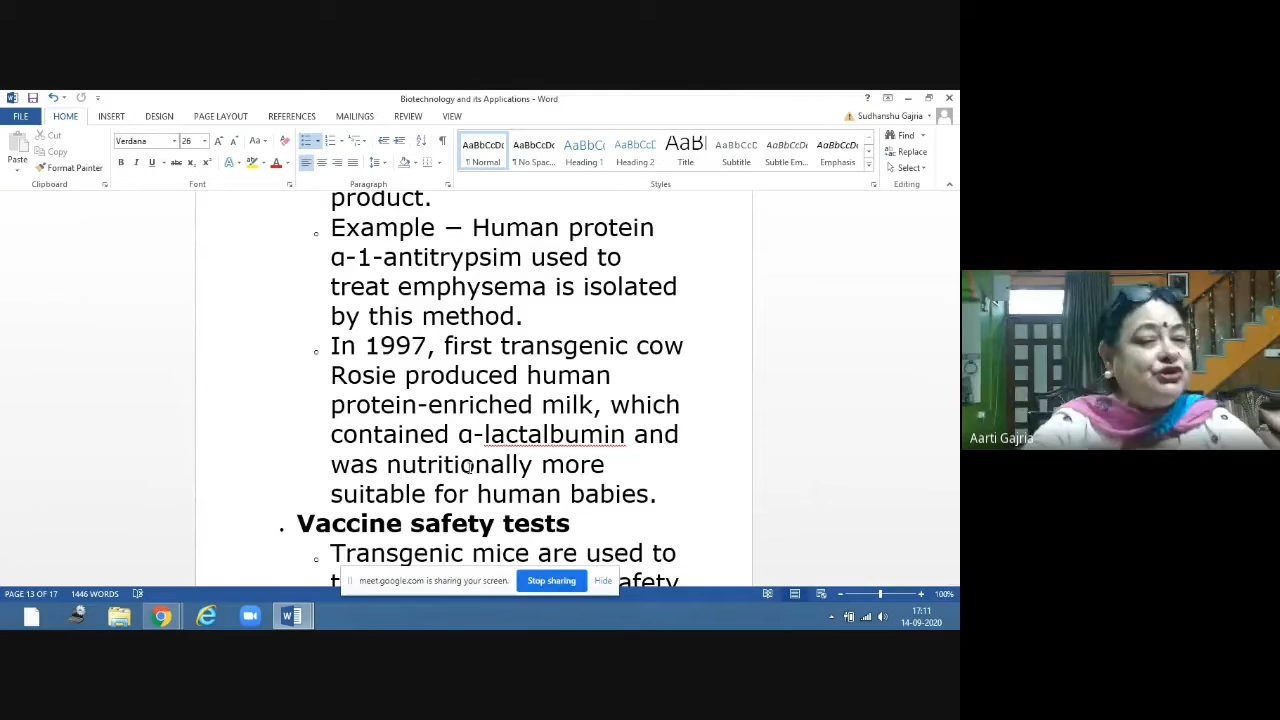 Biotechnology and its Applications - Word
FILE HOME INSERT DESIGN PAGE LAYOUT REFERENCES MAILINGS REVIEW VIEW Sudhanshu Gajria
Cut
Copy
Format Painter
Paste
Verdana 26
AaBbCcDc AaBbCcDc AaBbCc AaBbCc AaBl AaBbCcD AaBbCcDc AaBbCcDc
¶ Normal ¶ No Spac... Heading 1 Heading 2 Title Subtitle Subtle Em... Emphasis
Find
Replace
Select
Clipboard Font Paragraph Styles Editing
product.
Example − Human protein
ɑ-1-antitrypsim used to
treat emphysema is isolated
by this method.
In 1997, first transgenic cow
Rosie produced human
protein-enriched milk, which
contained ɑ-lactalbumin and
was nutritionally more
suitable for human babies.
Vaccine safety tests
Transgenic mice are used to
meet.google.com is sharing your screen. Stop sharing Hide
PAGE 13 OF 17 1446 WORDS 100%
17:11
14-09-2020
Aarti Gajria